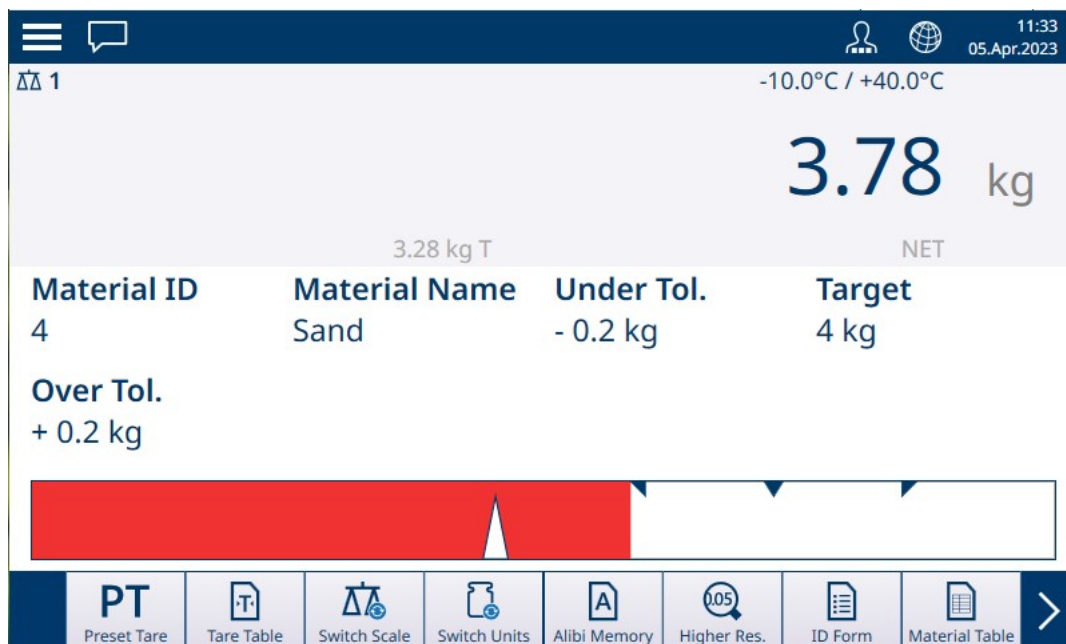 11:33
05.Apr.2023
1
-10.0°C / +40.0°C
3.78 kg
3.28 kg T NET
Material ID Material Name Under Tol. Target
4 Sand - 0.2 kg 4 kg
Over Tol.
+ 0.2 kg
PT ·T· A 0.05
Preset Tare Tare Table Switch Scale Switch Units Alibi Memory Higher Res. ID Form Material Table